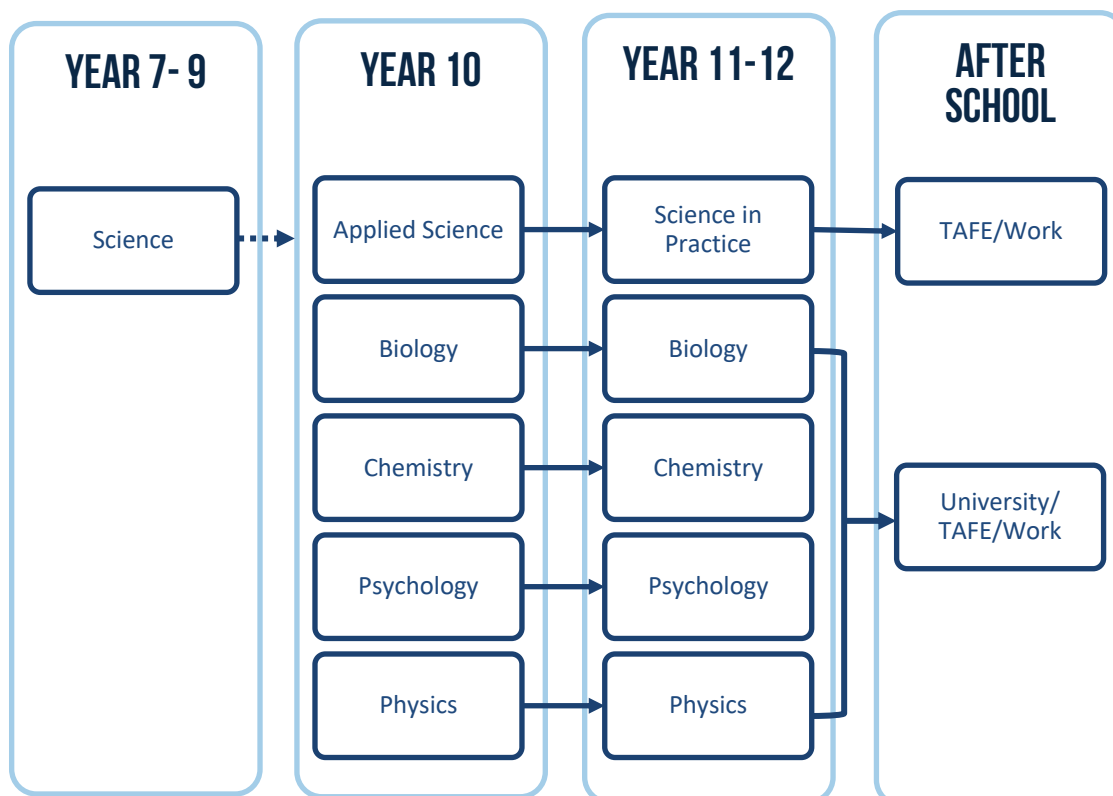 YEAR 7- 9
Science
YEAR 10
Applied Science
Biology
Chemistry
Psychology
Physics
YEAR 11-12
Science in
Practice
Biology
Chemistry
Psychology
Physics
AFTER
SCHOOL
TAFE/Work
University/
TAFE/Work